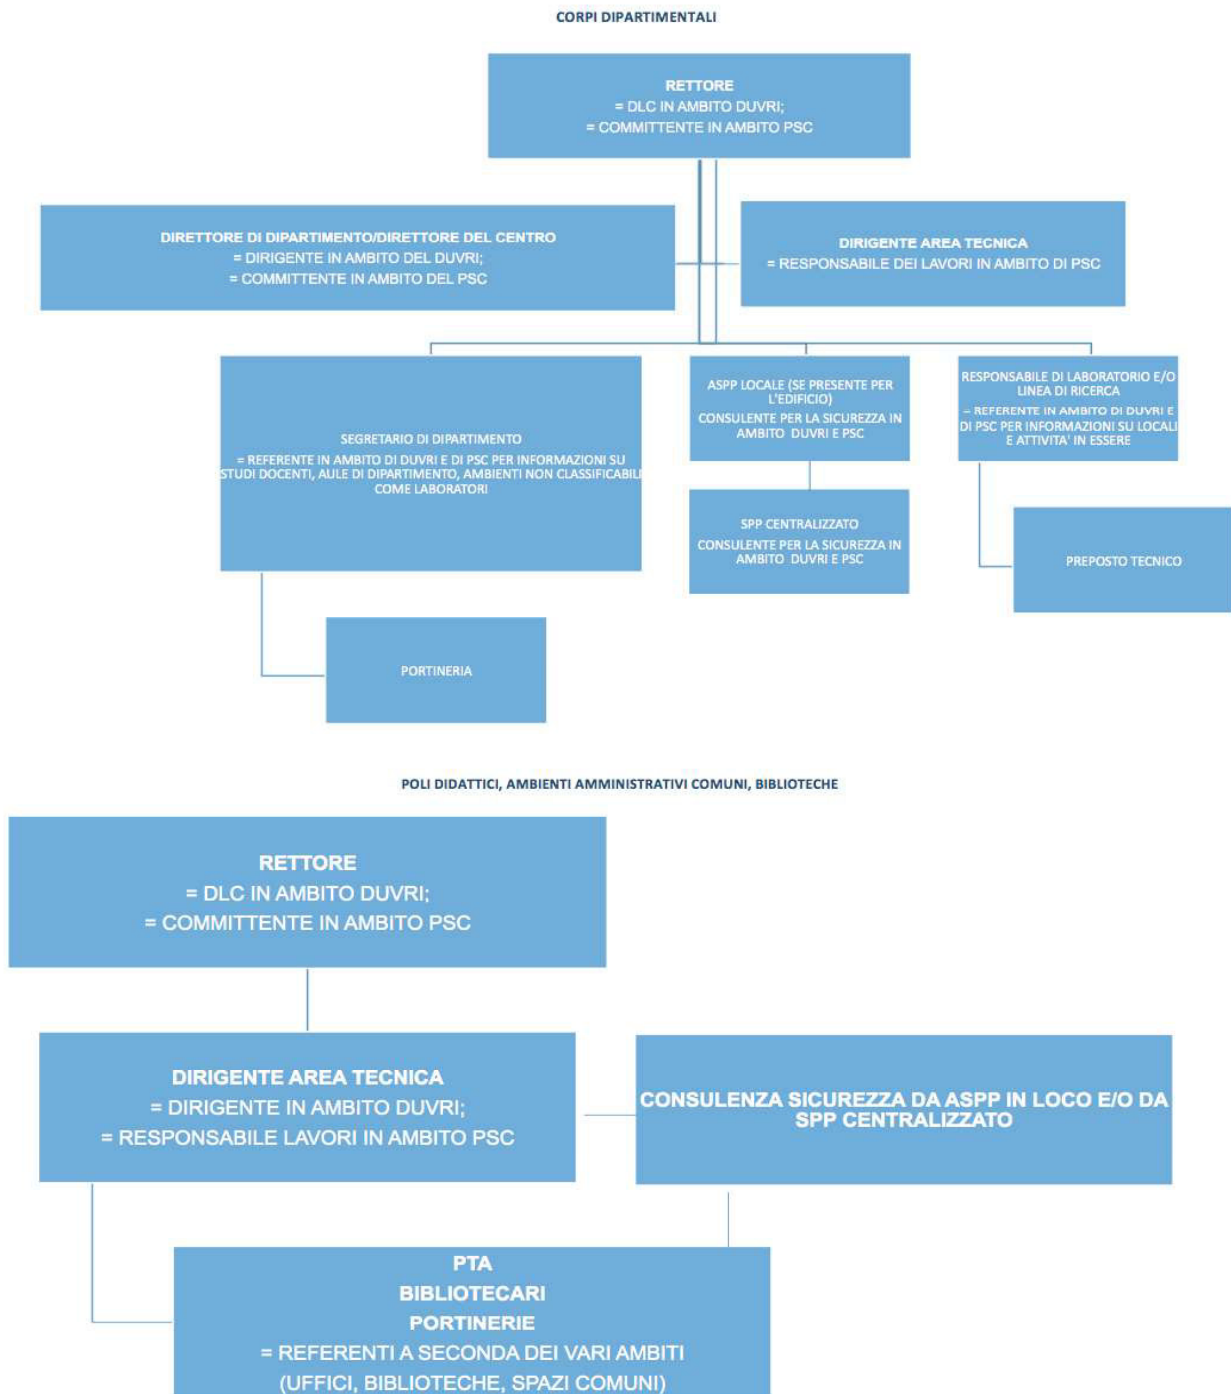 CORPI DIPARTIMENTALI
RETTORE
= DLC IN AMBITO DUVRI;
= COMMITTENTE IN AMBITO PSC
DIRETTORE DI DIPARTIMENTO/DIRETTORE DEL CENTRO
= DIRIGENTE IN AMBITO DEL DUVRI;
= COMMITTENTE IN AMBITO DEL PSC
DIRIGENTE AREA TECNICA
= RESPONSABILE DEI LAVORI IN AMBITO DI PSC
SEGRETARIO DI DIPARTIMENTO
= REFERENTE IN AMBITO DI DUVRI E DI PSC PER INFORMAZIONI SU
STUDI DOCENTI, AULE DI DIPARTIMENTO, AMBIENTI NON CLASSIFICABILI
COME LABORATORI
ASPP LOCALE (SE PRESENTE PER
L'EDIFICIO)
CONSULENTE PER LA SICUREZZA IN
AMBITO DUVRI E PSC
RESPONSABILE DI LABORATORIO E/O
LINEA DI RICERCA
– REFERENTE IN AMBITO DI DUVRI E
DI PSC PER INFORMAZIONI SU LOCALI
E ATTIVITA' IN ESSERE
SPP CENTRALIZZATO
CONSULENTE PER LA SICUREZZA IN
AMBITO DUVRI E PSC
PREPOSTO TECNICO
PORTINERIA
POLI DIDATTICI, AMBIENTI AMMINISTRATIVI COMUNI, BIBLIOTECHE
RETTORE
= DLC IN AMBITO DUVRI;
= COMMITTENTE IN AMBITO PSC
DIRIGENTE AREA TECNICA
= DIRIGENTE IN AMBITO DUVRI;
= RESPONSABILE LAVORI IN AMBITO PSC
CONSULENZA SICUREZZA DA ASPP IN LOCO E/O DA
SPP CENTRALIZZATO
PTA
BIBLIOTECARI
PORTINERIE
= REFERENTI A SECONDA DEI VARI AMBITI
(UFFICI, BIBLIOTECHE, SPAZI COMUNI)